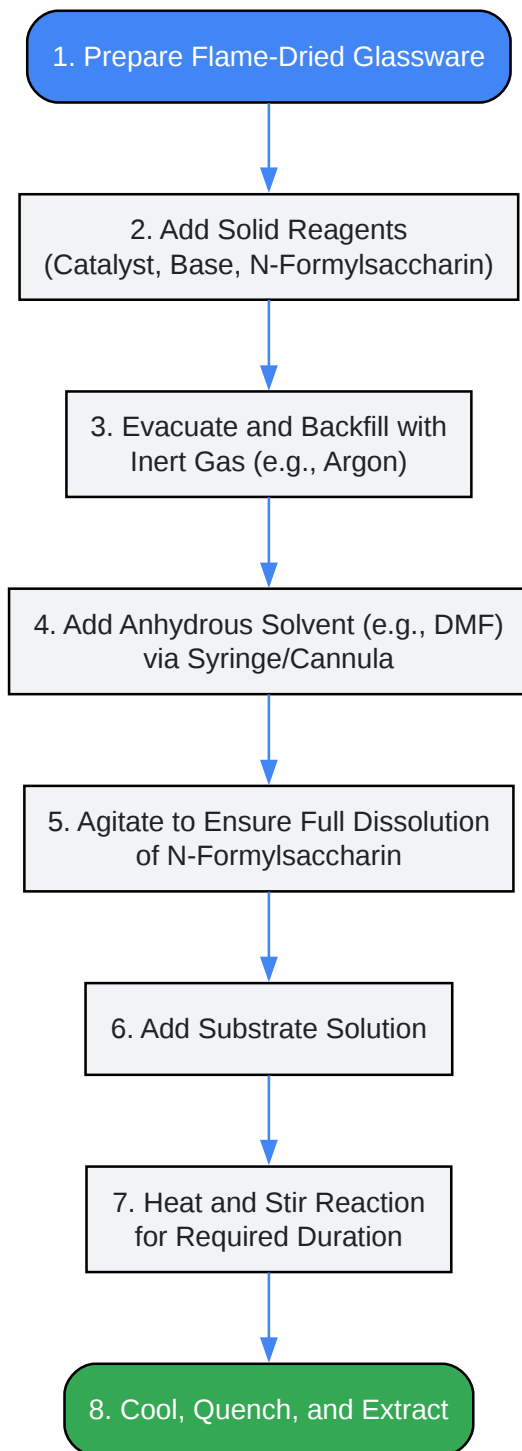 1. Prepare Flame-Dried Glassware
2. Add Solid Reagents
(Catalyst, Base, N-Formylsaccharin)
3. Evacuate and Backfill with
Inert Gas (e.g., Argon)
4. Add Anhydrous Solvent (e.g., DMF)
via Syringe/Cannula
5. Agitate to Ensure Full Dissolution
of N-Formylsaccharin
6. Add Substrate Solution
7. Heat and Stir Reaction
for Required Duration
8. Cool, Quench, and Extract